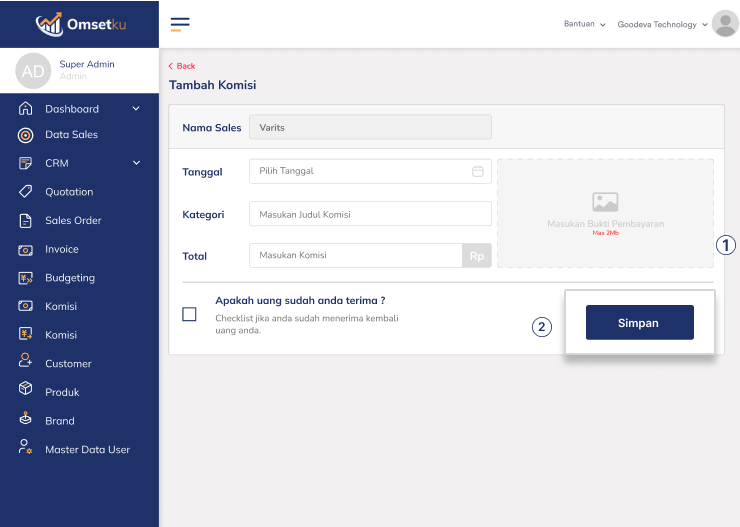 Omsetku
Bantuan
Goodeva Technology
AD
Super Admin
Admin
Dashboard
Data Sales
CRM
Quotation
Sales Order
Invoice
Budgeting
Komisi
Komisi
Customer
Produk
Brand
Master Data User
Back
Tambah Komisi
Nama Sales
Varits
Tanggal
Pilih Tanggal
Kategori
Masukan Judul Komisi
Total
Masukan Komisi
Rp
Masukan Bukti Pembayaran
Max 2Mb
1
Apakah uang sudah anda terima ?
Checklist jika anda sudah menerima kembali
uang anda.
2
Simpan